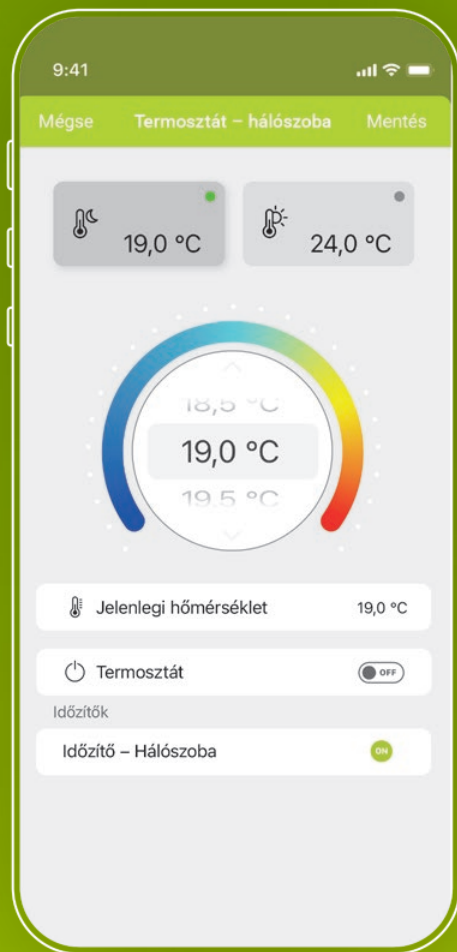 9:41
Mégse Termosztát – hálószoba Mentés
19,0 °C 24,0 °C
18,5 °C
19,0 °C
19.5 °C
Jelenlegi hőmérséklet 19,0 °C
Termosztát OFF
Időzítők
Időzítő – Hálószoba ON